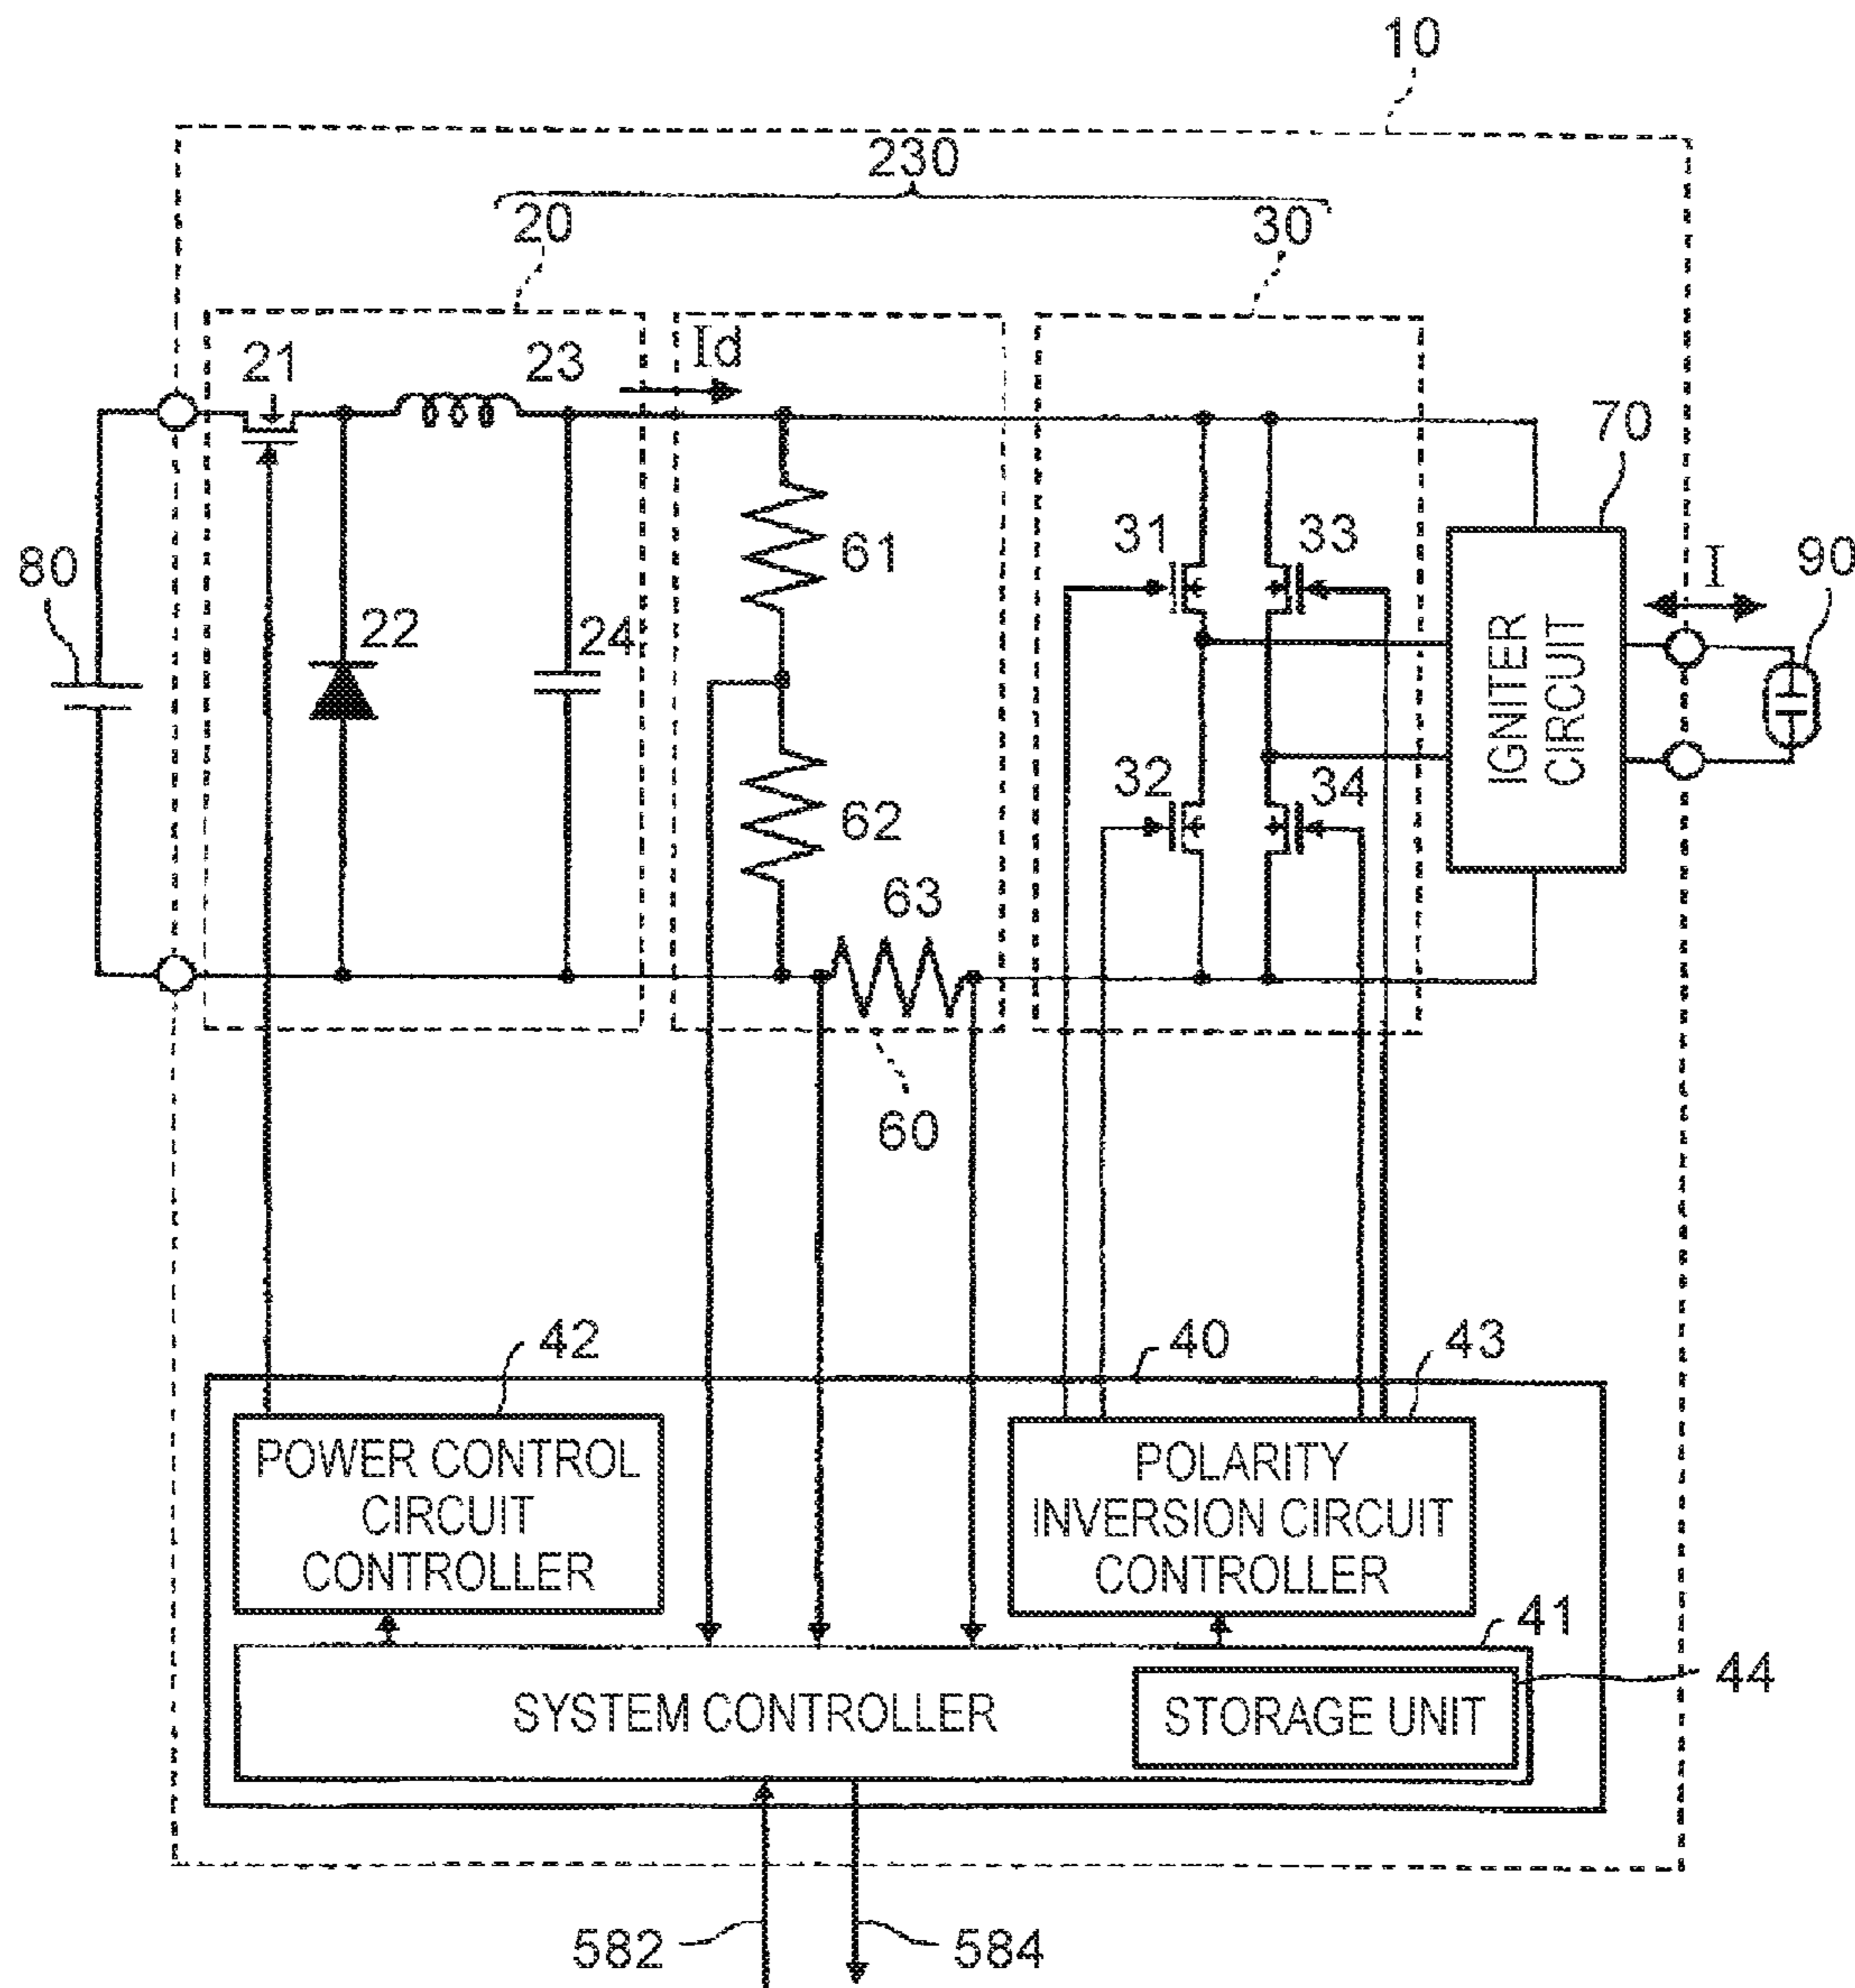 10
230
20
30
21
23
Id
70
31
33
61
I
90
80
22
24
IGNITER
CIRCUIT
32
34
62
63
60
42
40
43
POWER CONTROL
CIRCUIT
CONTROLLER
POLARITY
INVERSION CIRCUIT
CONTROLLER
41
44
SYSTEM CONTROLLER
STORAGE UNIT
582
584